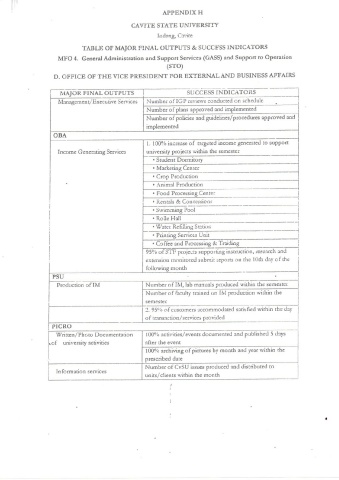 APPENDIX H
CAVITE STATE UNIVERSITY
Indang, Cavite
TABLE OF MAJOR FINAL OUTPUTS & SUCCESS INDICATORS
MFO 4. General Administration and Support Services (GASS) and Support to Operation
(STO)
D. OFFICE OF THE VICE PRESIDENT FOR EXTERNAL AND BUSINESS AFFAIRS
MAJOR FINAL OUTPUTS
SUCCESS INDICATORS
Management/Executive Services
Number of IGP reviews conducted on schedule
Number of plans approved and implemented
Number of policies and guidelines/procedures approved and
implemented
OBA
Income Generating Services
1. 100% increase of targeted income generated to support
university projects within the semester
• Student Dormitory
• Marketing Center
• Crop Production
• Animal Production
• Food Processing Center
• Rentals & Concessions
• Swimming Pool
• Rolle Hall
• Water Refilling Station
• Printing Services Unit
• Coffee and Processing & Trading
95% of projects supporting instruction, research and
extension monitored submit reports on the 10th day of the
following month
PSU
Production of IM
Number of IM, lab manuals produced within the semester
Number of faculty trained on IM production within the
semester
2. 95% of customers accommodated satisfied within the day
of transaction/services provided
PICRO
Written/Photo Documentation
of university activities
100% activities/events documented and published 5 days
after the event
100% archiving of pictures by month and year within the
prescribed date
Information services
Number of CvSU issues produced and distributed to
units/clients within the month